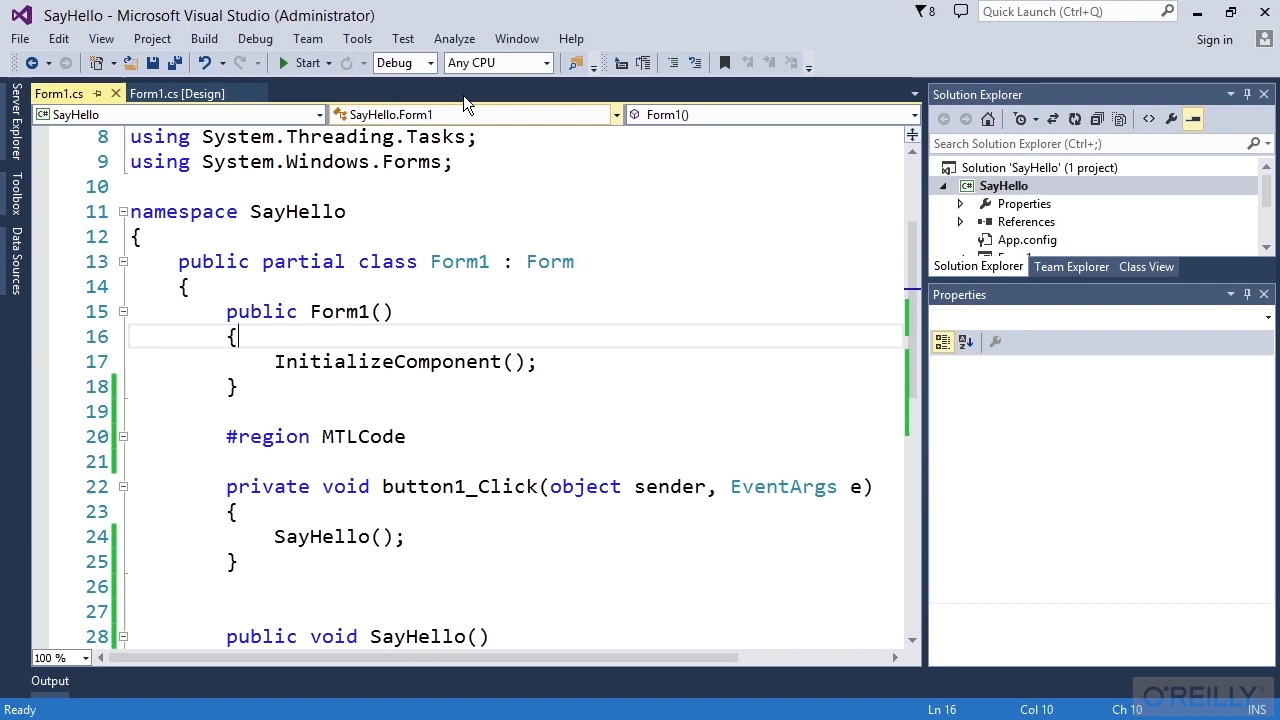 SayHello - Microsoft Visual Studio (Administrator)
8
Quick Launch (Ctrl+Q)
File Edit View Project Build Debug Team Tools Test Analyze Window Help
Sign in
Start Debug Any CPU
Form1.cs Form1.cs [Design]
C# SayHello SayHello.Form1 Form1()
Server Explorer
Toolbox
Data Sources
8 using System.Threading.Tasks;
9 using System.Windows.Forms;
10
11 namespace SayHello
12 {
13 public partial class Form1 : Form
14 {
15 public Form1()
16 {
17 InitializeComponent();
18 }
19
20 #region MTLCode
21
22 private void button1_Click(object sender, EventArgs e)
23 {
24 SayHello();
25 }
26
27
28 public void SayHello()
100 %
Solution Explorer
Search Solution Explorer (Ctrl+;)
Solution 'SayHello' (1 project)
C# SayHello
Properties
References
App.config
Solution Explorer Team Explorer Class View
Properties
Output
O'REILLY
Ready Ln 16 Col 10 Ch 10 INS